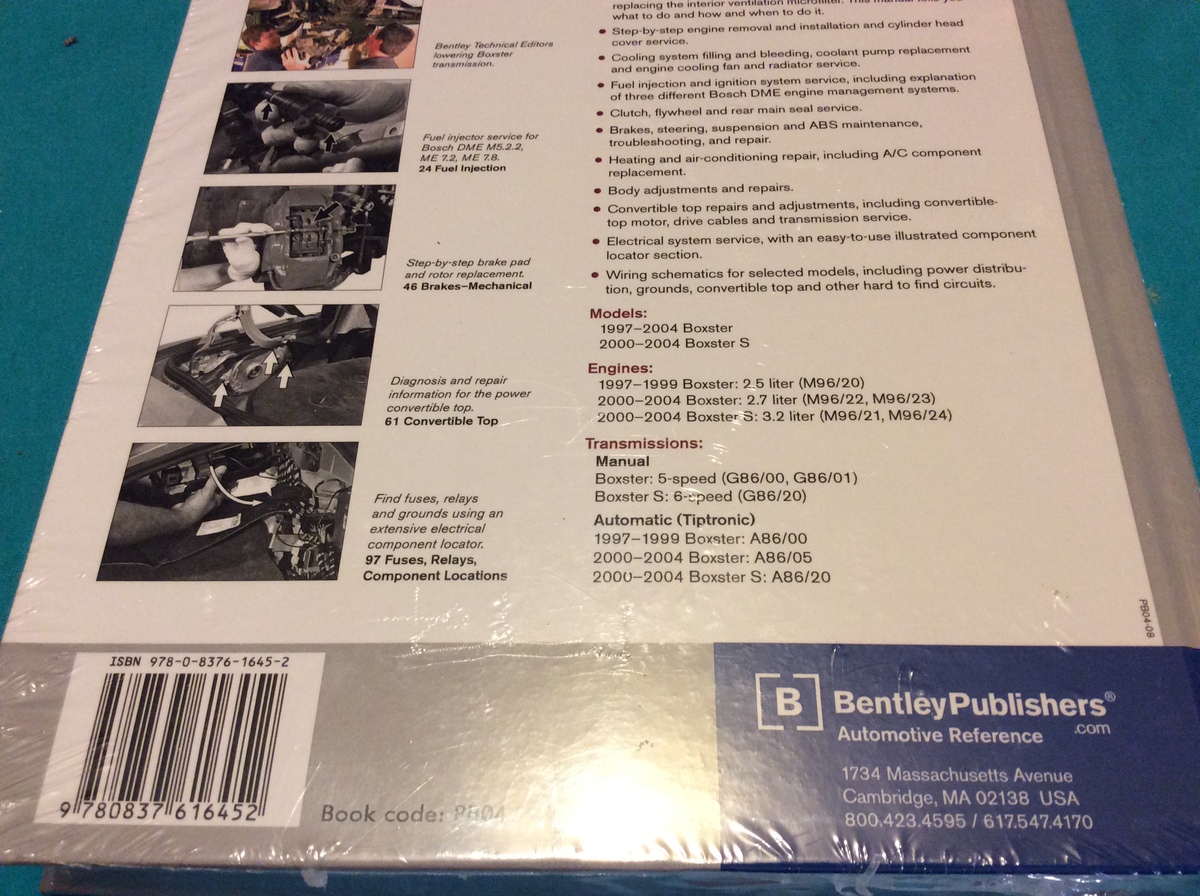 replacing the interior ventilation microfilter. This manual tells you
what to do and how and when to do it.
• Step-by-step engine removal and installation and cylinder head
cover service.
• Cooling system filling and bleeding, coolant pump replacement
and engine cooling fan and radiator service.
• Fuel injection and ignition system service, including explanation
of three different Bosch DME engine management systems.
• Clutch, flywheel and rear main seal service.
• Brakes, steering, suspension and ABS maintenance,
troubleshooting, and repair.
• Heating and air-conditioning repair, including A/C component
replacement.
• Body adjustments and repairs.
• Convertible top repairs and adjustments, including convertible-
top motor, drive cables and transmission service.
• Electrical system service, with an easy-to-use illustrated component
locator section.
• Wiring schematics for selected models, including power distribu-
tion, grounds, convertible top and other hard to find circuits.
Bentley Technical Editors
lowering Boxster
transmission.
Fuel injector service for
Bosch DME M5.2.2,
ME 7.2, ME 7.8.
24 Fuel Injection
Step-by-step brake pad
and rotor replacement.
46 Brakes–Mechanical
Diagnosis and repair
information for the power
convertible top.
61 Convertible Top
Find fuses, relays
and grounds using an
extensive electrical
component locator.
97 Fuses, Relays,
Component Locations
Models:
1997–2004 Boxster
2000–2004 Boxster S
Engines:
1997–1999 Boxster: 2.5 liter (M96/20)
2000–2004 Boxster: 2.7 liter (M96/22, M96/23)
2000–2004 Boxster S: 3.2 liter (M96/21, M96/24)
Transmissions:
Manual
Boxster: 5-speed (G86/00, G86/01)
Boxster S: 6-speed (G86/20)
Automatic (Tiptronic)
1997–1999 Boxster: A86/00
2000–2004 Boxster: A86/05
2000–2004 Boxster S: A86/20
PB04-09
ISBN 978-0-8376-1645-2
9 780837 616452
Book code: PB04
B
BentleyPublishers®
.com
Automotive Reference
1734 Massachusetts Avenue
Cambridge, MA 02138 USA
800.423.4595 / 617.547.4170